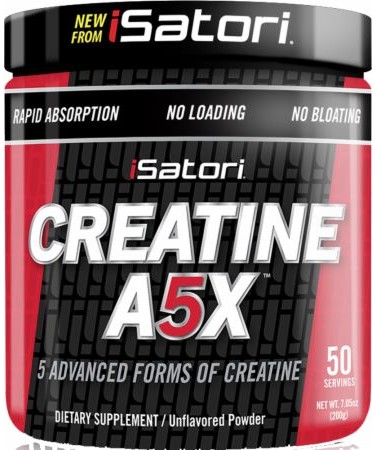 NEW FROM iSatori.
RAPID ABSORPTION NO LOADING NO BLOATING
iSatori.
CREATINE
A5X™
5 ADVANCED FORMS OF CREATINE
50
SERVINGS
NET WT. 7.05oz
(200g)
DIETARY SUPPLEMENT / Unflavored Powder